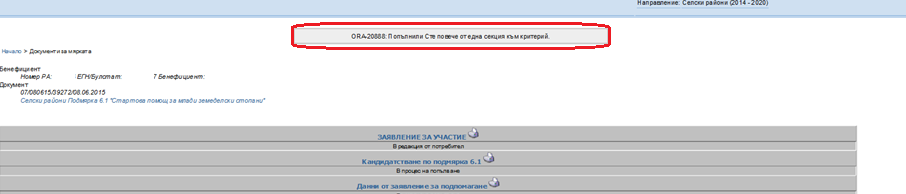 Направление: Селски райони (2014 - 2020)
ORA-20888: Попълнили Сте повече от една секция към критерий.
Начало > Документи за мярката
Бенефициент
Номер РА: ЕГН/Булстат: 7 Бенефициент:
Документ
07/080615/39272/08.06.2015
Селски райони Подмярка 6.1 "Стартова помощ за млади земеделски стопани"
ЗАЯВЛЕНИЕ ЗА УЧАСТИЕ
В редакция от потребител
Кандидатстване по подмярка 6.1
В процес на попълване
Данни от заявление за подпомагане